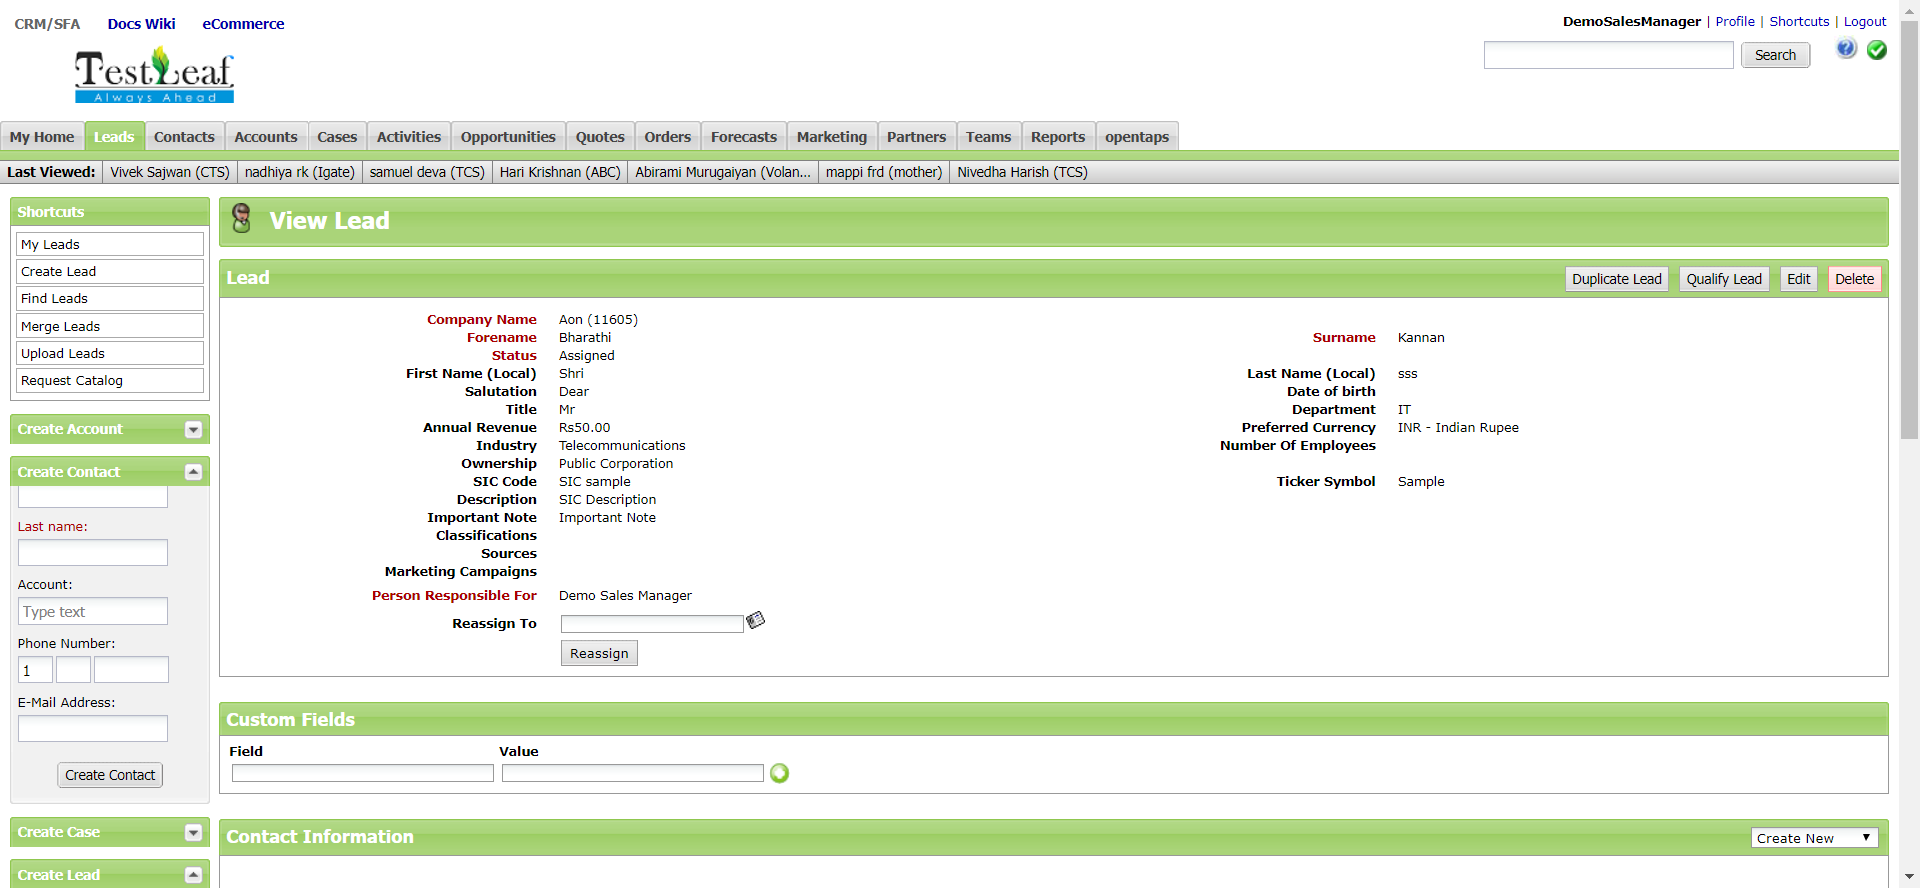 CRM/SFA Docs Wiki eCommerce
DemoSalesManager | Profile | Shortcuts | Logout
TestLeaf
Always Ahead
Search
My Home Leads Contacts Accounts Cases Activities Opportunities Quotes Orders Forecasts Marketing Partners Teams Reports opentaps
Last Viewed: Vivek Sajwan (CTS) nadhiya rk (Igate) samuel deva (TCS) Hari Krishnan (ABC) Abirami Murugaiyan (Volan... mappi frd (mother) Nivedha Harish (TCS)
Shortcuts
My Leads
Create Lead
Find Leads
Merge Leads
Upload Leads
Request Catalog
Create Account
Create Contact
Last name:
Account:
Type text
Phone Number:
1
E-Mail Address:
Create Contact
Create Case
Create Lead
View Lead
Lead
Duplicate Lead Qualify Lead Edit Delete
Company Name Aon (11605)
Forename Bharathi Surname Kannan
Status Assigned
First Name (Local) Shri Last Name (Local) sss
Salutation Dear Date of birth
Title Mr Department IT
Annual Revenue Rs50.00 Preferred Currency INR - Indian Rupee
Industry Telecommunications Number Of Employees
Ownership Public Corporation
SIC Code SIC sample Ticker Symbol Sample
Description SIC Description
Important Note Important Note
Classifications
Sources
Marketing Campaigns
Person Responsible For Demo Sales Manager
Reassign To
Reassign
Custom Fields
Field Value
Contact Information
Create New